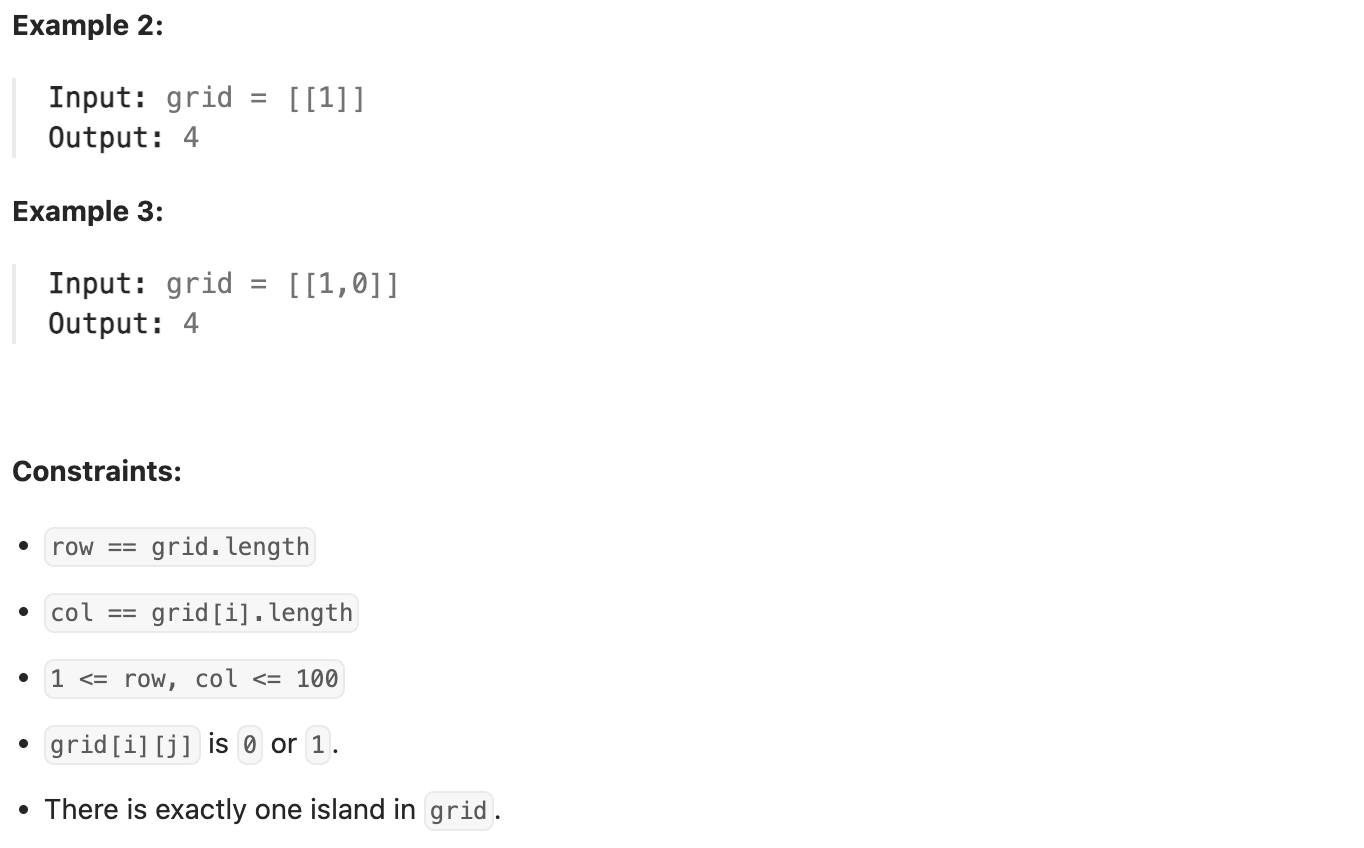 Example 2:
Input: grid = [[1]]
Output: 4
Example 3:
Input: grid = [[1,0]]
Output: 4
Constraints:
• row == grid.length
• col == grid[i].length
• 1 <= row, col <= 100
• grid[i][j] is 0 or 1.
• There is exactly one island in grid.